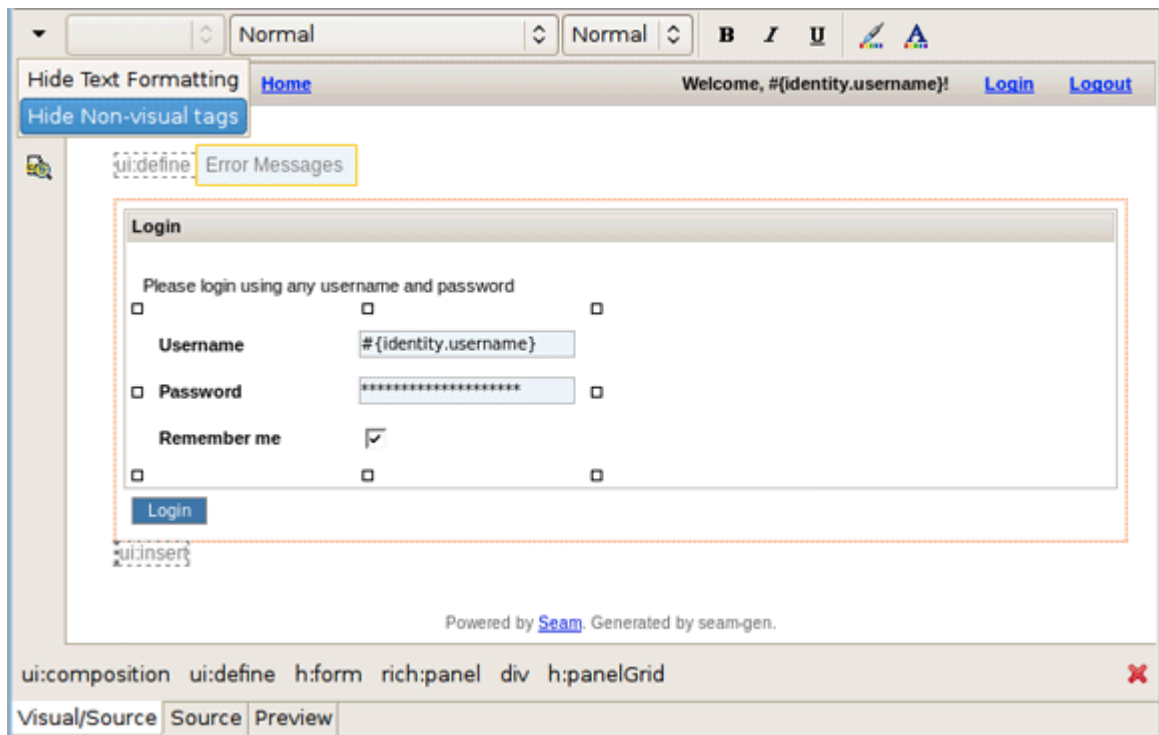 Normal Normal B I U A
Hide Text Formatting Home Welcome, #{identity.username}! Login Logout
Hide Non-visual tags
ui:define Error Messages
Login
Please login using any username and password
Username #{identity.username}
Password ********************
Remember me
Login
ui:insert
Powered by Seam. Generated by seam-gen.
ui:composition ui:define h:form rich:panel div h:panelGrid
Visual/Source Source Preview